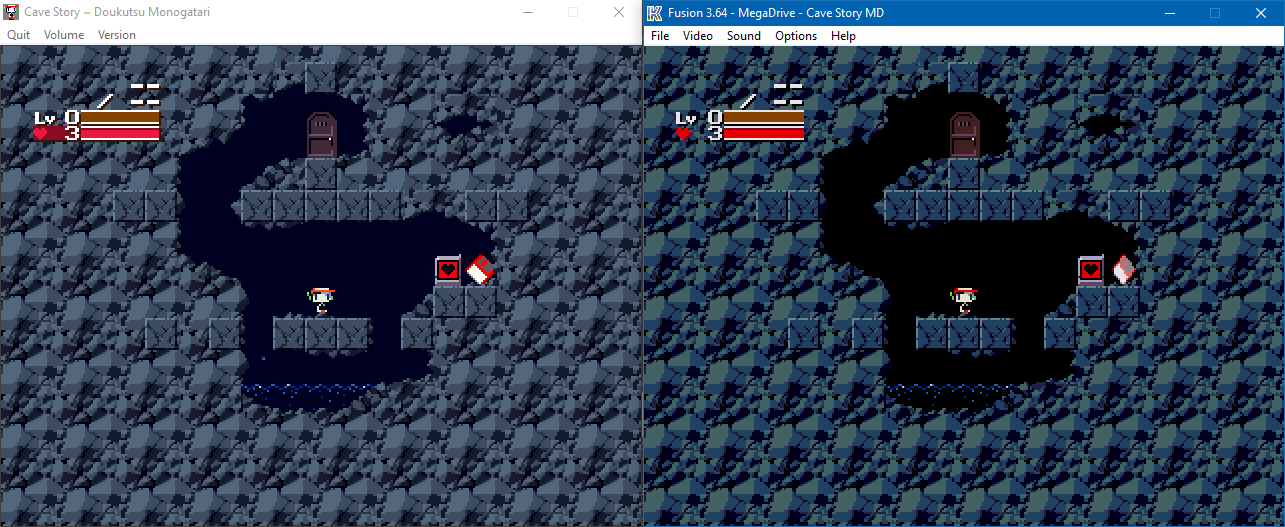 Cave Story ~ Doukutsu Monogatari
Quit Volume Version
Lv 0
3
Fusion 3.64 - MegaDrive - Cave Story MD
File Video Sound Options Help
Lv 0
3